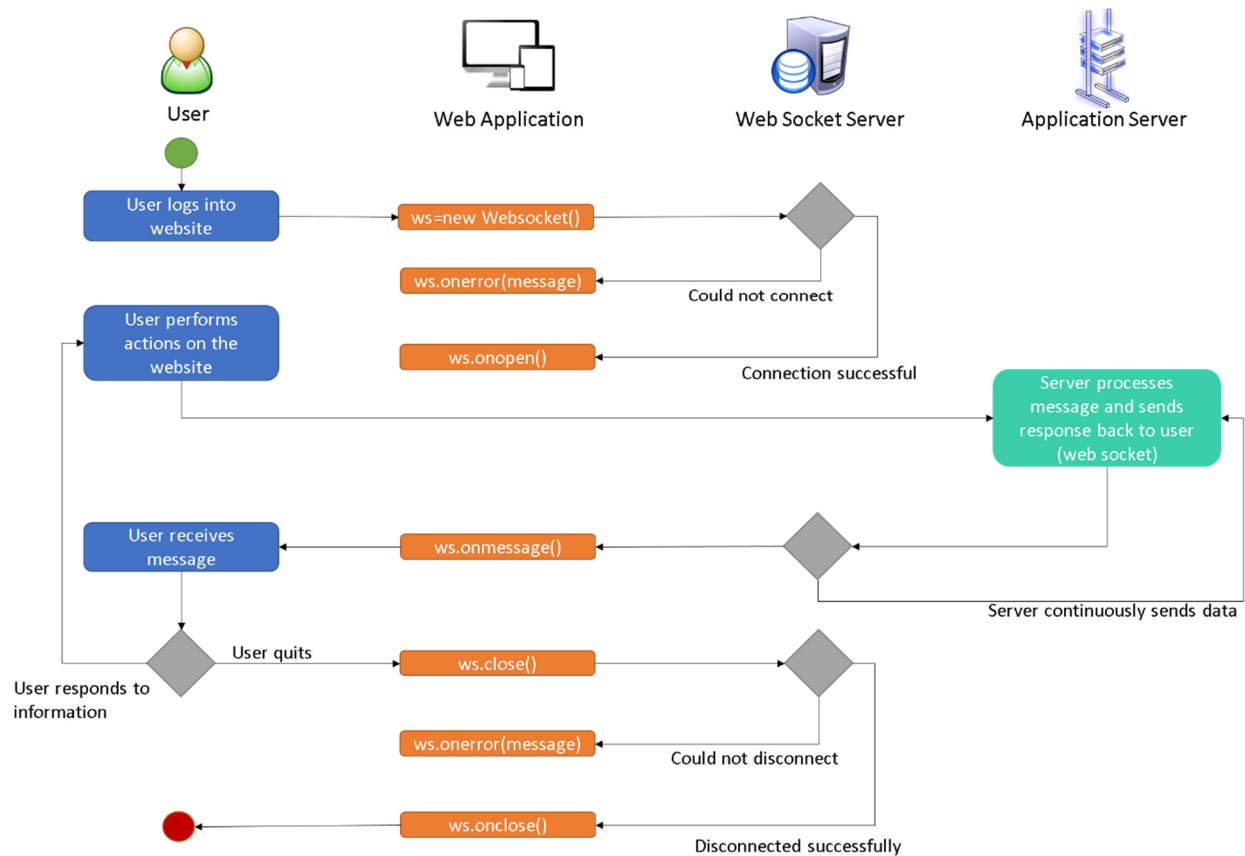 User
Web Application
Web Socket Server
Application Server
User logs into
website
ws=new Websocket()
ws.onerror(message)
Could not connect
User performs
actions on the
website
ws.onopen()
Connection successful
Server processes
message and sends
response back to user
(web socket)
User receives
message
ws.onmessage()
Server continuously sends data
User quits
ws.close()
User responds to
information
ws.onerror(message)
Could not disconnect
ws.onclose()
Disconnected successfully